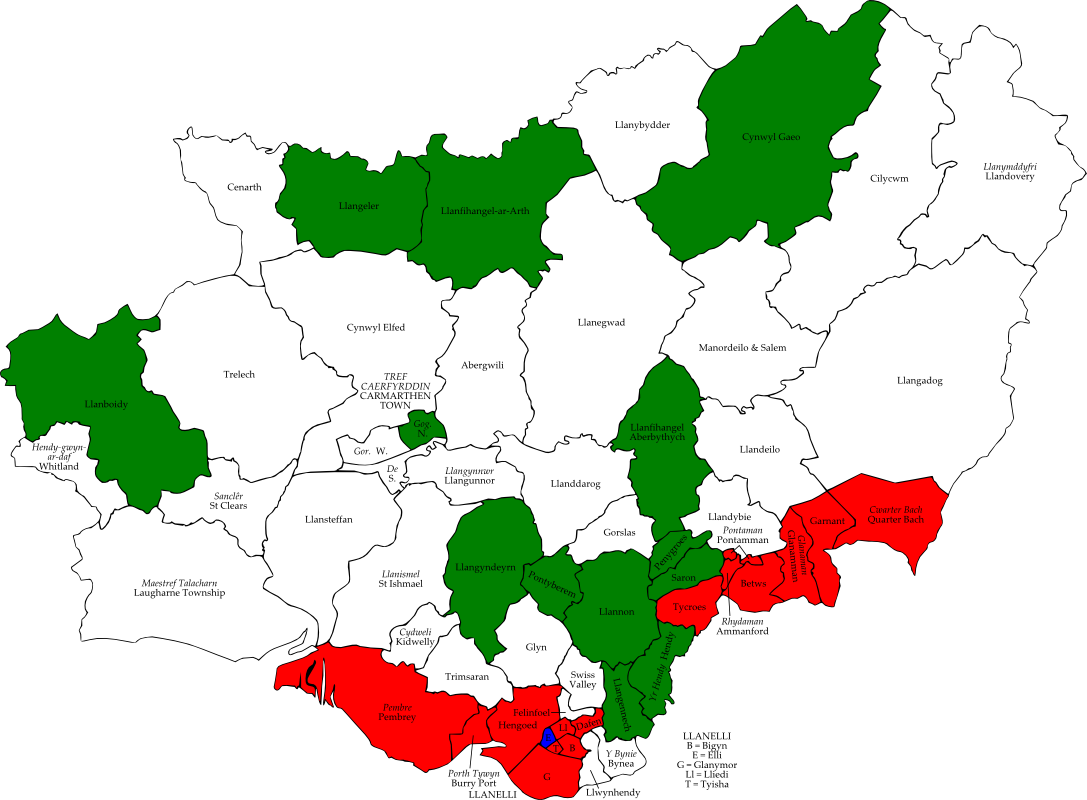 Llanybydder
Cynwyl Gaeo
Llanymddyfri
Llandovery
Cilycwm
Cenarth
Llangeler
Llanfihangel-ar-Arth
Llanegwad
Cynwyl Elfed
Manordeilo & Salem
Abergwili
Trelech
TREF
CAERFYRDDIN
CARMARTHEN
TOWN
Llangadog
Llanboidy
Gog.
N.
Llanfihangel
Aberbythych
Hendy-gwyn-
ar-daf
Whitland
Gor. W.
Llandeilo
De
S.
Llangynnwr
Llangunnor
Llanddarog
Sanclêr
St Clears
Llansteffan
Gorslas
Llandybie
Pontaman
Pontamman
Cwarter Bach
Quarter Bach
Garnant
Glanaman
Glanamman
Penygroes
Llangyndeyrn
Pontyberem
Saron
Betws
Llanismel
St Ishmael
Maestref Talacharn
Laugharne Township
Llannon
Tycroes
Rhydaman
Ammanford
Cydweli
Kidwelly
Glyn
Yr Hendy Hendy
Trimsaran
Swiss
Valley
Llangennech
Pembre
Pembrey
Felinfoel
Hengoed
Ll
Dafen
E
T
B
G
Y Bynie
Bynea
Porth Tywyn
Burry Port
LLANELLI
Llwynhendy
LLANELLI
B = Bigyn
E = Elli
G = Glanymor
Ll = Lliedi
T = Tyisha